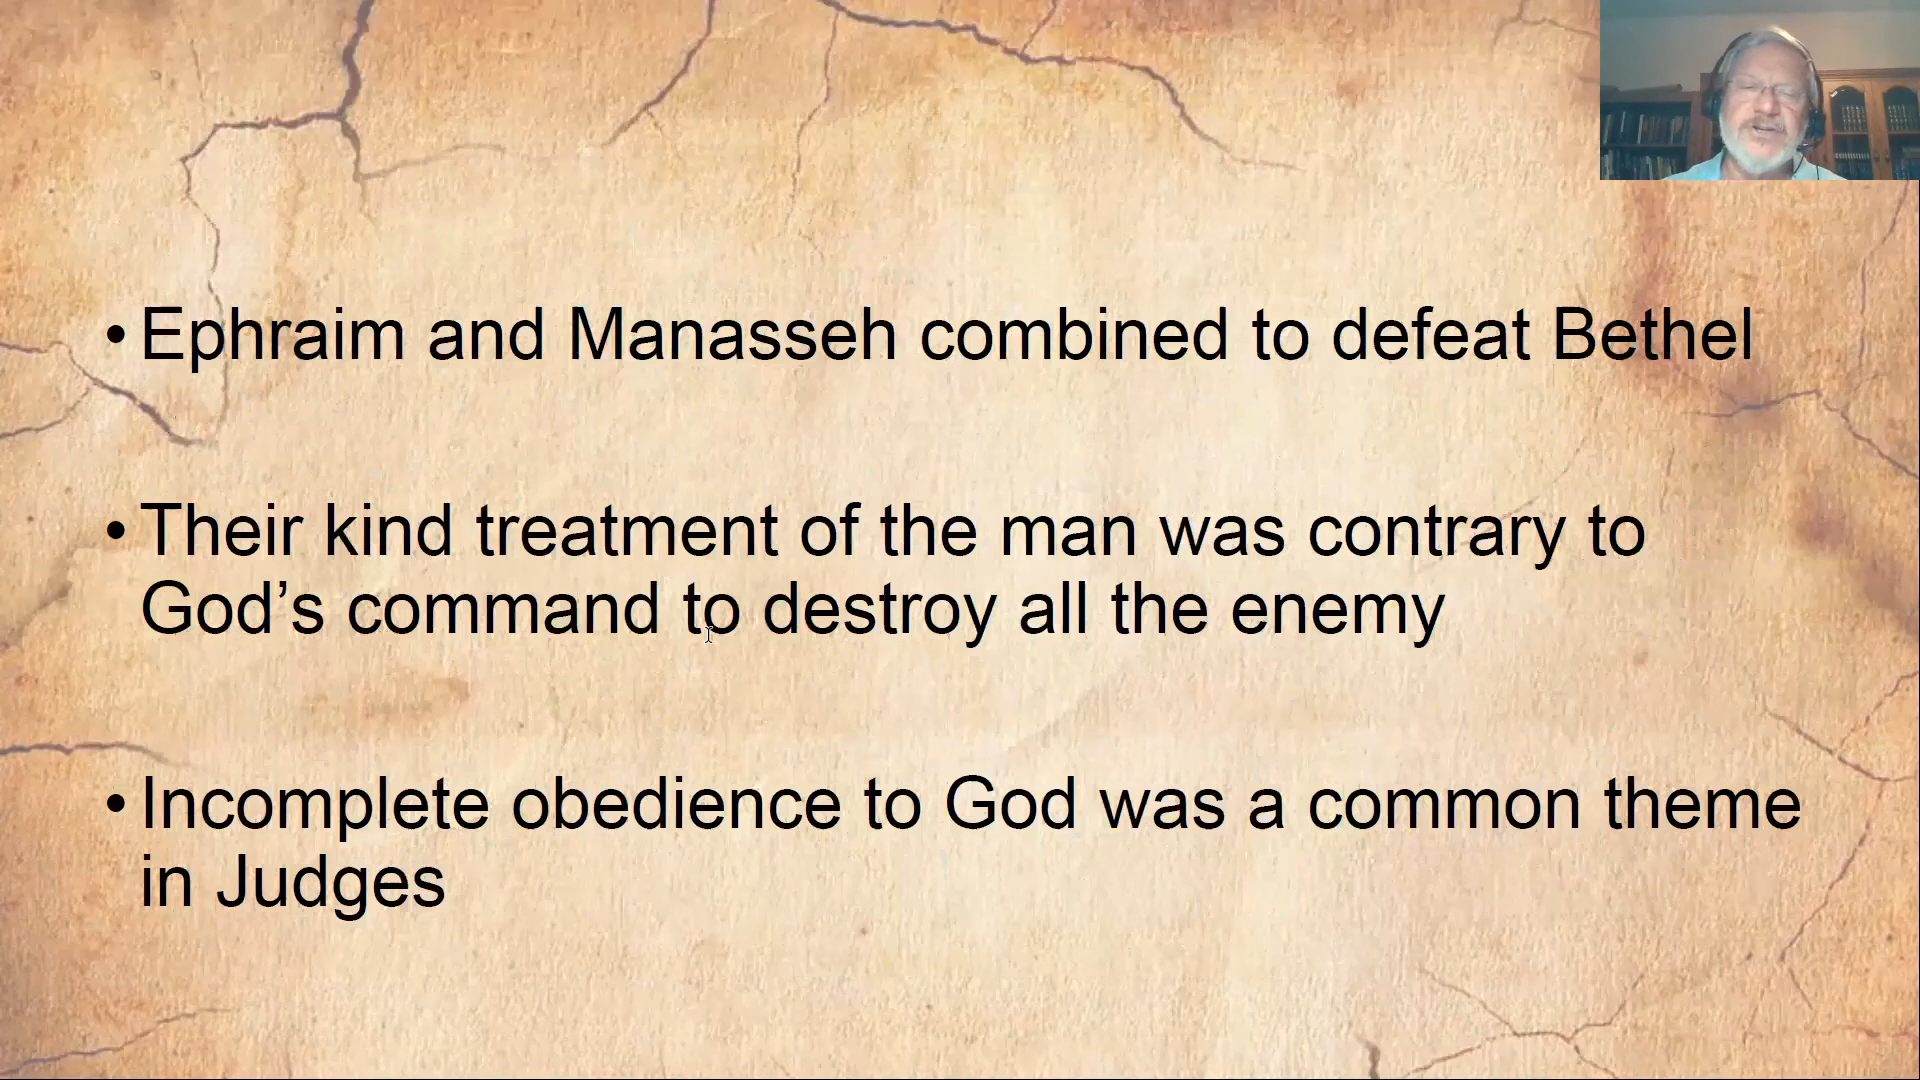 • Ephraim and Manasseh combined to defeat Bethel
• Their kind treatment of the man was contrary to
God’s command to destroy all the enemy
• Incomplete obedience to God was a common theme
in Judges